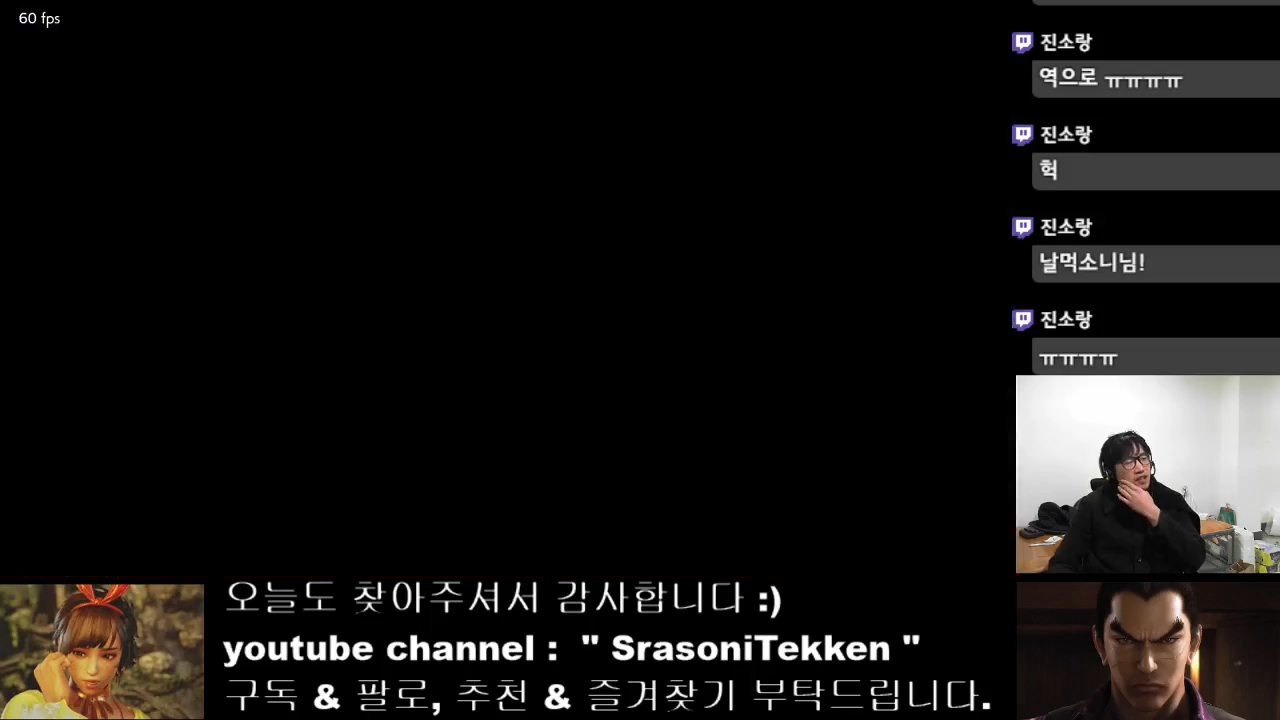 60 fps
진소랑
역으로 ㅠㅠㅠㅠ
진소랑
헉
진소랑
날먹소니님!
진소랑
ㅠㅠㅠㅠ
오늘도 찾아주셔서 감사합니다 :)
youtube channel : " SrasoniTekken "
구독 & 팔로, 추천 & 즐겨찾기 부탁드립니다.